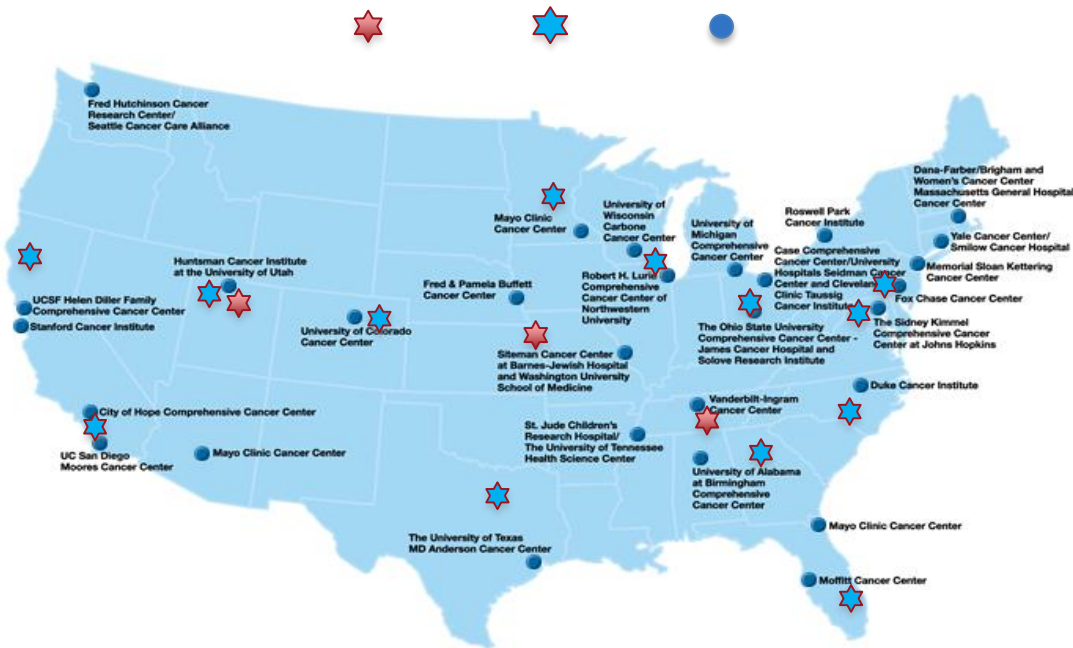 Fred Hutchinson Cancer
Research Center/
Seattle Cancer Care Alliance
Dana-Farber/Brigham and
Women's Cancer Center
Massachusetts General Hospital
Cancer Center
Mayo Clinic
Cancer Center
University of
Wisconsin
Carbone
Cancer Center
University of
Michigan
Comprehensive
Cancer Center
Roswell Park
Cancer Institute
Yale Cancer Center/
Smilow Cancer Hospital
Case Comprehensive
Cancer Center/University
Hospitals Seidman Cancer
Center and Cleveland
Clinic Taussig
Cancer Institute
Memorial Sloan Kettering
Cancer Center
Huntsman Cancer Institute
at the University of Utah
Fred & Pamela Buffett
Cancer Center
Robert H. Lurie
Comprehensive
Cancer Center of
Northwestern
University
Fox Chase Cancer Center
UCSF Helen Diller Family
Comprehensive Cancer Center
Stanford Cancer Institute
University of Colorado
Cancer Center
The Ohio State University
Comprehensive Cancer Center -
James Cancer Hospital and
Solove Research Institute
The Sidney Kimmel
Comprehensive Cancer
Center at Johns Hopkins
Siteman Cancer Center
at Barnes-Jewish Hospital
and Washington University
School of Medicine
Duke Cancer Institute
City of Hope Comprehensive Cancer Center
Vanderbilt-Ingram
Cancer Center
UC San Diego
Moores Cancer Center
Mayo Clinic Cancer Center
St. Jude Children's
Research Hospital/
The University of Tennessee
Health Science Center
University of Alabama
at Birmingham
Comprehensive
Cancer Center
The University of Texas
MD Anderson Cancer Center
Mayo Clinic Cancer Center
Moffitt Cancer Center